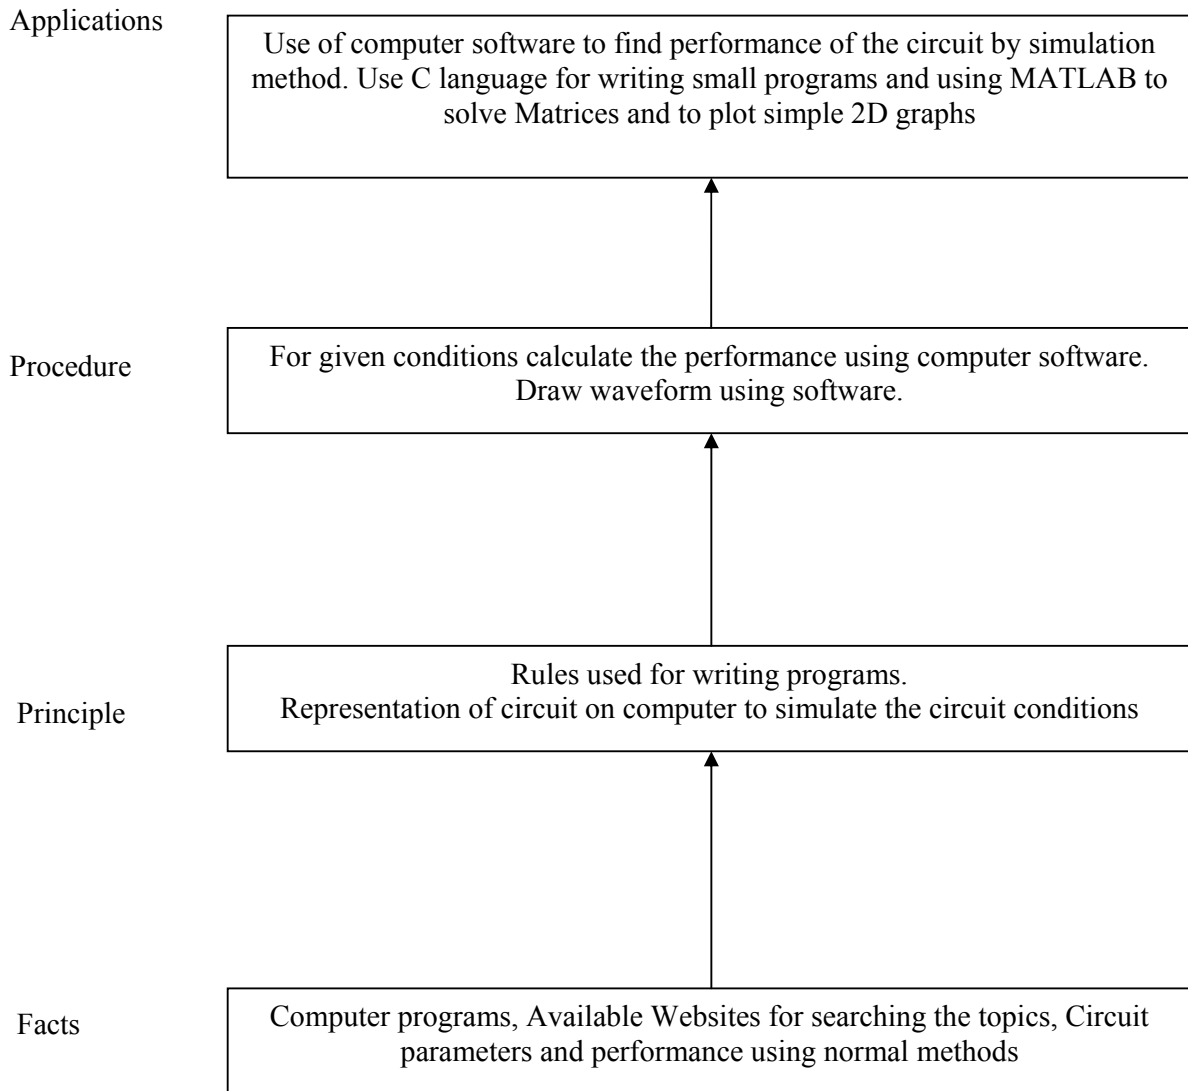 Applications
Use of computer software to find performance of the circuit by simulation
method. Use C language for writing small programs and using MATLAB to
solve Matrices and to plot simple 2D graphs
Procedure
For given conditions calculate the performance using computer software.
Draw waveform using software.
Principle
Rules used for writing programs.
Representation of circuit on computer to simulate the circuit conditions
Facts
Computer programs, Available Websites for searching the topics, Circuit
parameters and performance using normal methods